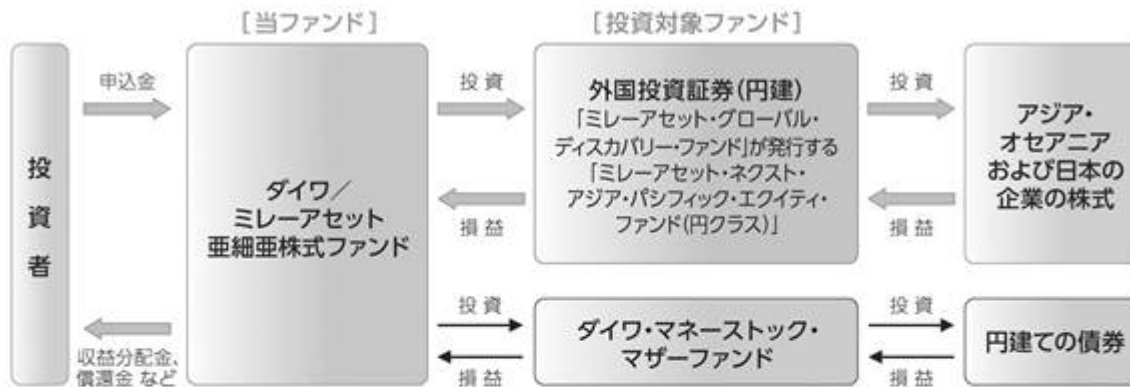 [当ファンド]
[投資対象ファンド]
投資者
申込金
収益分配金、
償還金 など
ダイワ／
ミレーアセット
亜細亜株式ファンド
投 資
損 益
外国投資証券(円建)
「ミレーアセット・グローバル・
ディスカバリー・ファンド」が発行する
「ミレーアセット・ネクスト・
アジア・パシフィック・エクイティ・
ファンド(円クラス)」
投 資
損 益
アジア・
オセアニア
および日本の
企業の株式
投 資
損 益
ダイワ・マネーストック・
マザーファンド
投 資
損 益
円建ての債券